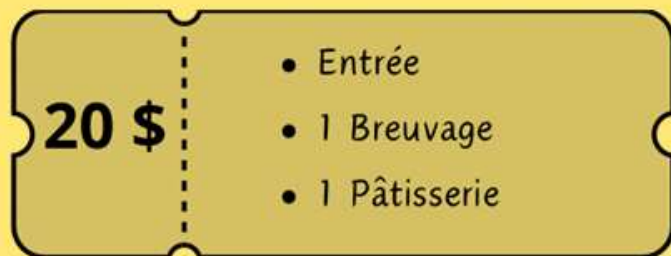 20 $
• Entrée
• 1 Breuvage
• 1 Pâtisserie